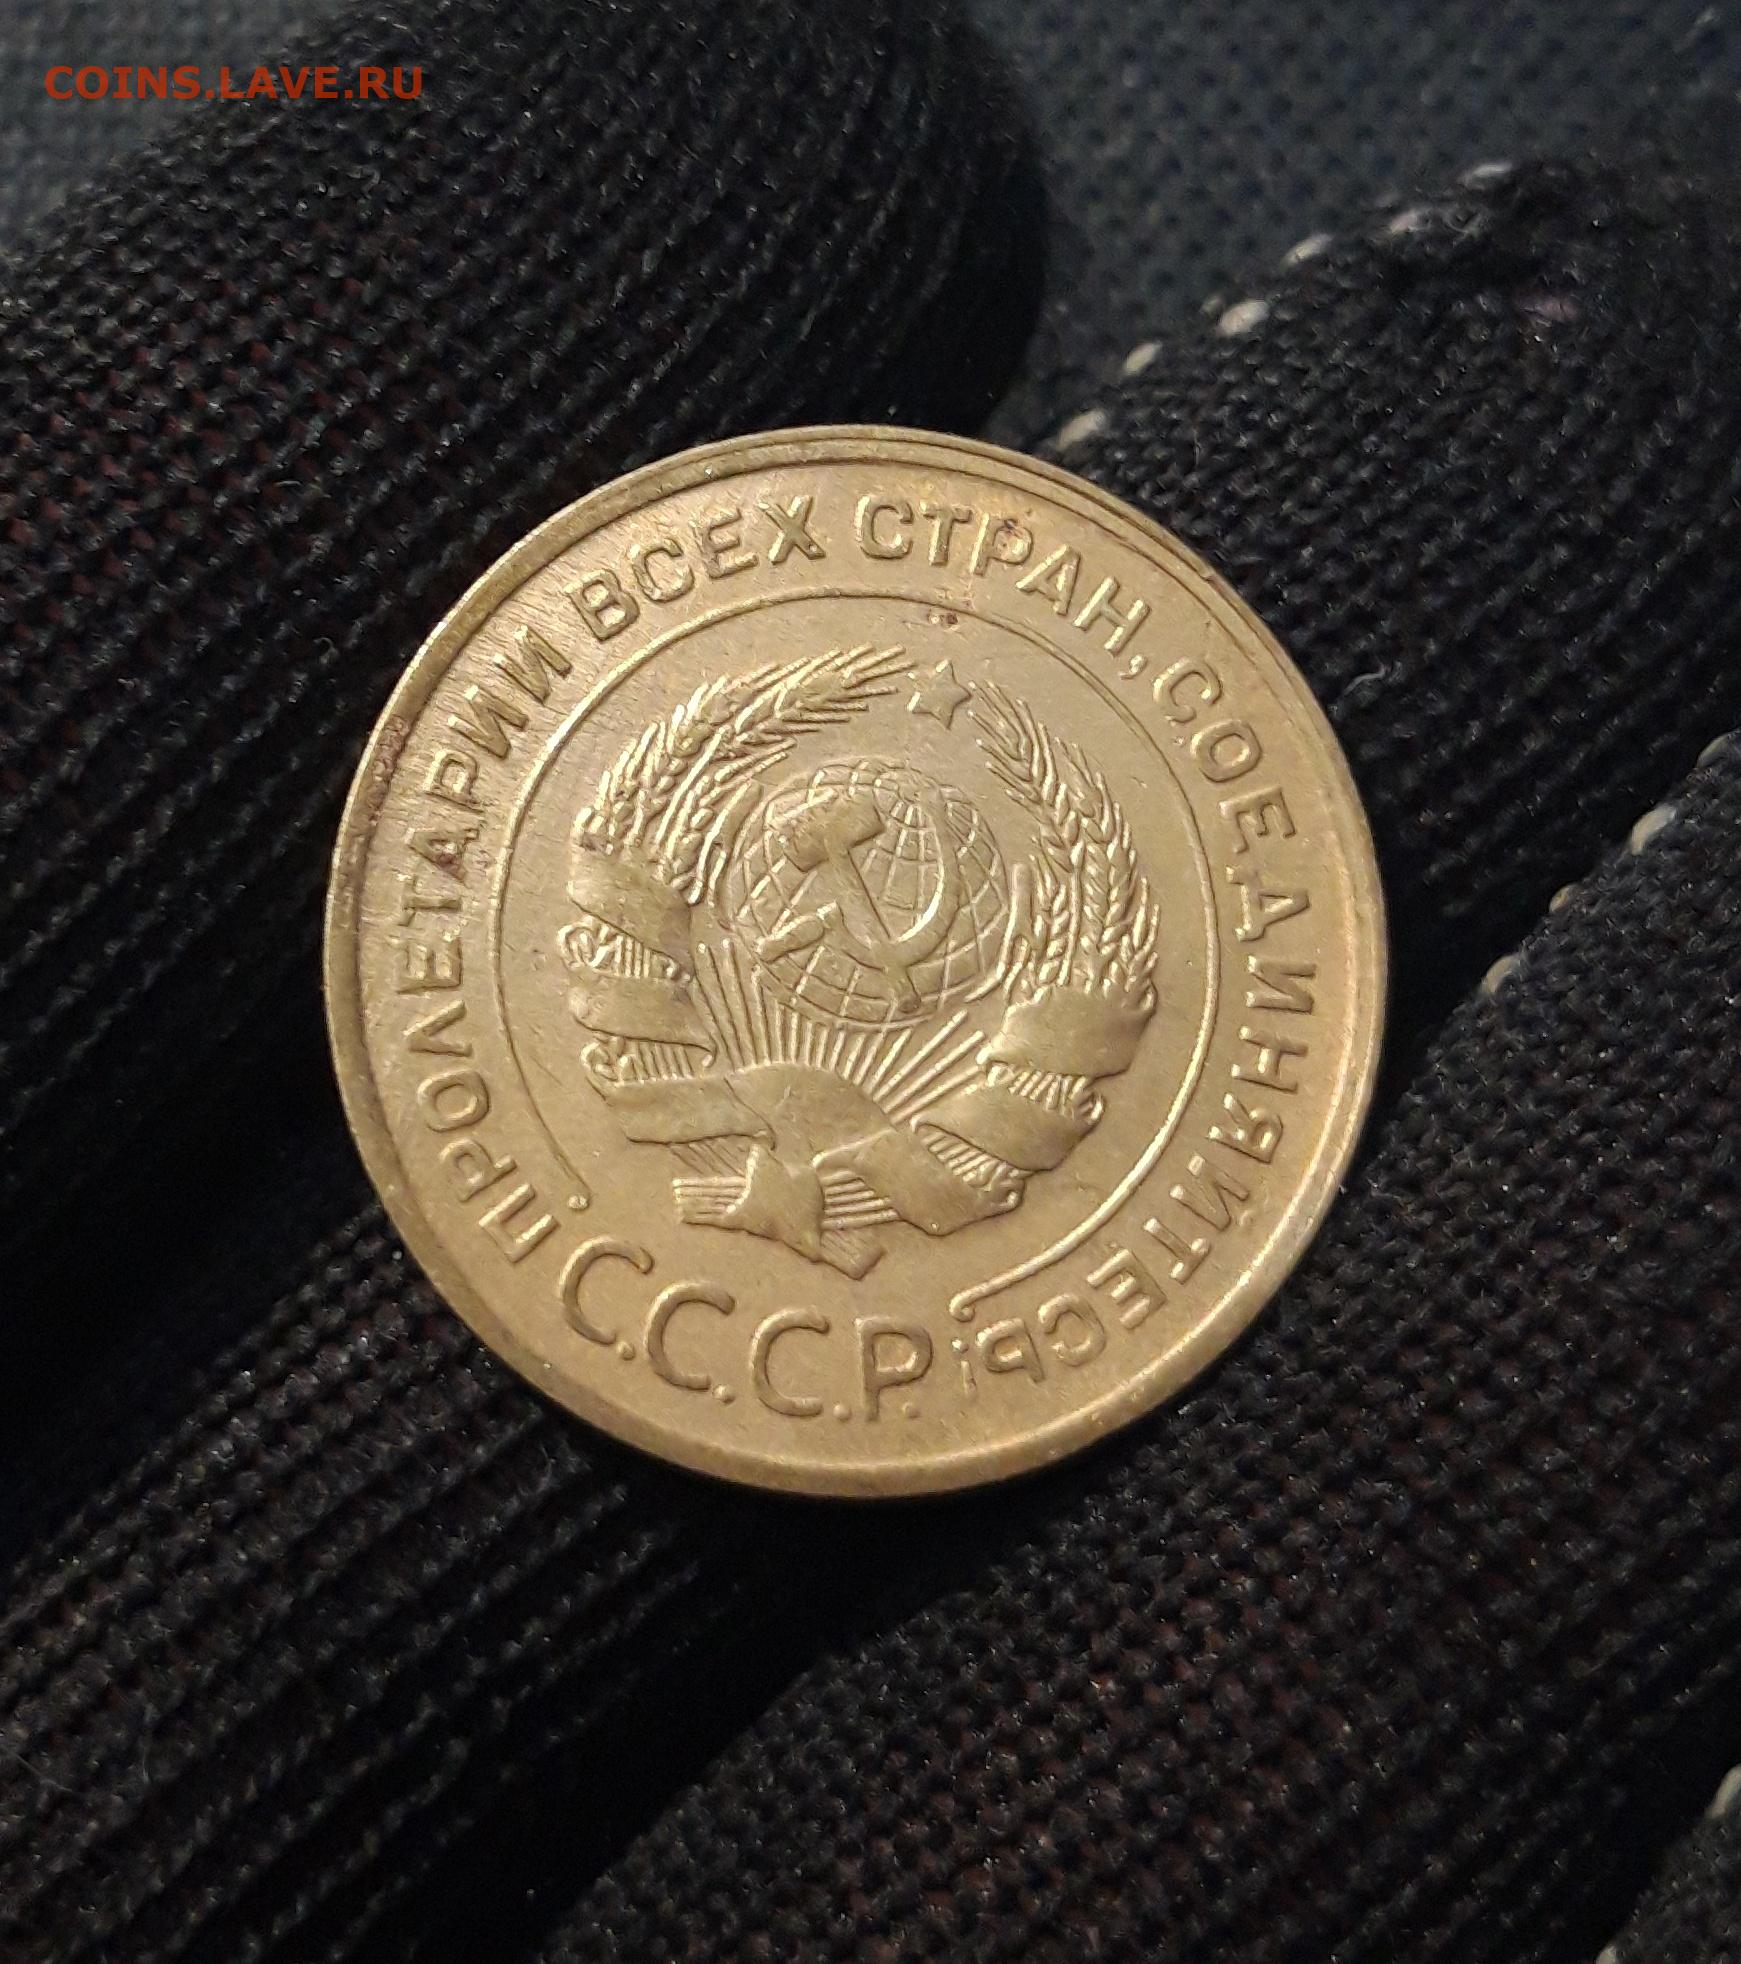 COINS.LAVE.RU
ПРОЛЕТАРИИ ВСЕХ СТРАН, СОЕДИНЯЙТЕСЬ!
С.С.С.Р.